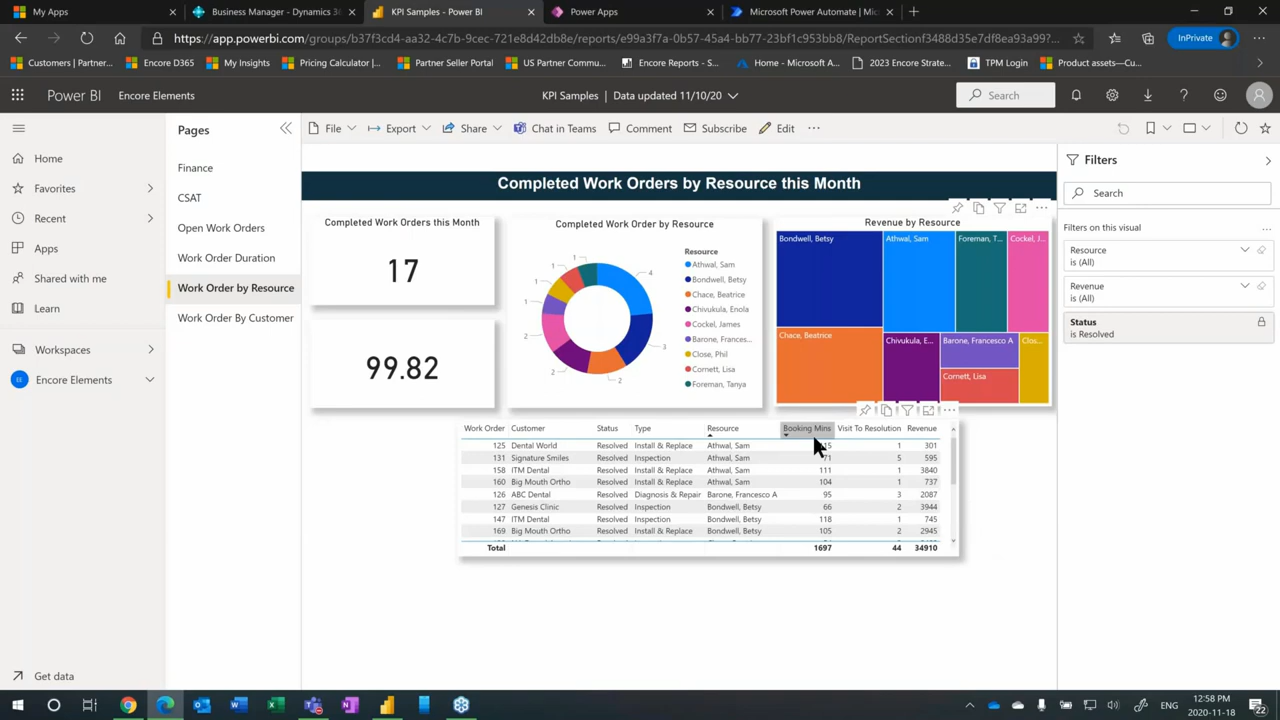 My Apps
Business Manager - Dynamics 36
KPI Samples - Power BI
Power Apps
Microsoft Power Automate | Mic
https://app.powerbi.com/groups/b37f3cd4-aa32-4c7b-9cec-721e8d42db8e/reports/e99a3f7a-0b57-45a4-bb77-23bf1c953bb8/ReportSectionf3488d35e7df8ea93a99?...
InPrivate
Customers | Partner...
Encore D365
My Insights
Pricing Calculator |...
Partner Seller Portal
US Partner Commu...
Encore Reports - S...
Home - Microsoft A...
2023 Encore Strate...
TPM Login
Product assets—Cu...
Power BI
Encore Elements
KPI Samples | Data updated 11/10/20
Search
File
Export
Share
Chat in Teams
Comment
Subscribe
Edit
Home
Favorites
Recent
Apps
Shared with me
Learn
Workspaces
Encore Elements
EE
Get data
Pages
Finance
CSAT
Open Work Orders
Work Order Duration
Work Order by Resource
Work Order By Customer
Completed Work Orders by Resource this Month
Completed Work Orders this Month
17
99.82
Completed Work Order by Resource
4
3
2
2
2
1
1
1
1
Resource
Athwal, Sam
Bondwell, Betsy
Chace, Beatrice
Chivukula, Enola
Cockel, James
Barone, Frances...
Close, Phil
Cornett, Lisa
Foreman, Tanya
Revenue by Resource
Bondwell, Betsy
Athwal, Sam
Foreman, T...
Cockel, J...
Chace, Beatrice
Chivukula, E...
Barone, Francesco A
Clos...
Cornett, Lisa
Work Order Customer Status Type Resource Booking Mins Visit To Resolution Revenue
125 Dental World Resolved Install & Replace Athwal, Sam 1 301
131 Signature Smiles Resolved Inspection Athwal, Sam 71 5 595
158 ITM Dental Resolved Install & Replace Athwal, Sam 111 1 3840
160 Big Mouth Ortho Resolved Install & Replace Athwal, Sam 104 1 737
126 ABC Dental Resolved Diagnosis & Repair Barone, Francesco A 95 3 2087
127 Genesis Clinic Resolved Inspection Bondwell, Betsy 66 2 3944
147 ITM Dental Resolved Inspection Bondwell, Betsy 118 1 745
169 Big Mouth Ortho Resolved Install & Replace Bondwell, Betsy 105 2 2945
Total 1697 44 34910
Filters
Search
Filters on this visual
Resource
is (All)
Revenue
is (All)
Status
is Resolved
12:58 PM
2020-11-18
22